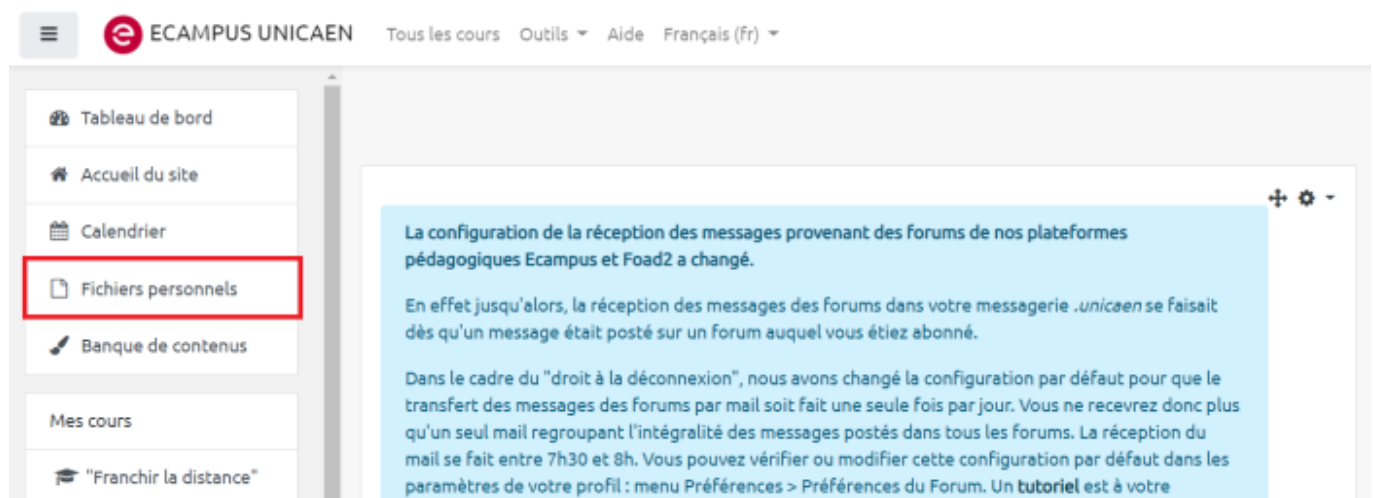 ECAMPUS UNICAEN Tous les cours Outils Aide Français (fr)
Tableau de bord
Accueil du site
Calendrier
Fichiers personnels
Banque de contenus
Mes cours
"Franchir la distance"
La configuration de la réception des messages provenant des forums de nos plateformes
pédagogiques Ecampus et Foad2 a changé.
En effet jusqu'alors, la réception des messages des forums dans votre messagerie .unicaen se faisait
dès qu'un message était posté sur un forum auquel vous étiez abonné.
Dans le cadre du "droit à la déconnexion", nous avons changé la configuration par défaut pour que le
transfert des messages des forums par mail soit fait une seule fois par jour. Vous ne recevrez donc plus
qu'un seul mail regroupant l'intégralité des messages postés dans tous les forums. La réception du
mail se fait entre 7h30 et 8h. Vous pouvez vérifier ou modifier cette configuration par défaut dans les
paramètres de votre profil : menu Préférences > Préférences du Forum. Un tutoriel est à votre